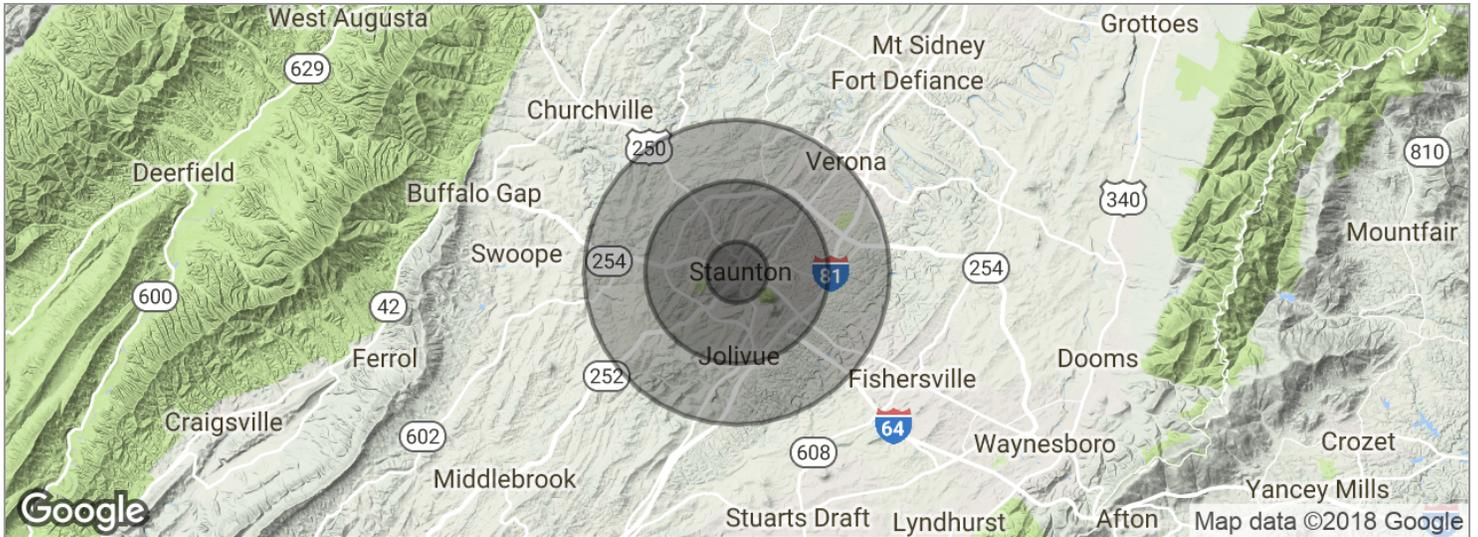 West Augusta
Grottoes
Mt Sidney
629
Fort Defiance
Churchville
250
810
Verona
Deerfield
Buffalo Gap
340
Mountfair
Swoope
254
Staunton
81
254
600
42
Ferrol
Jolivue
Dooms
252
Fishersville
Craigsville
64
602
Waynesboro
Crozet
608
Middlebrook
Yancey Mills
Google
Stuarts Draft
Lyndhurst
Afton
Map data ©2018 Google